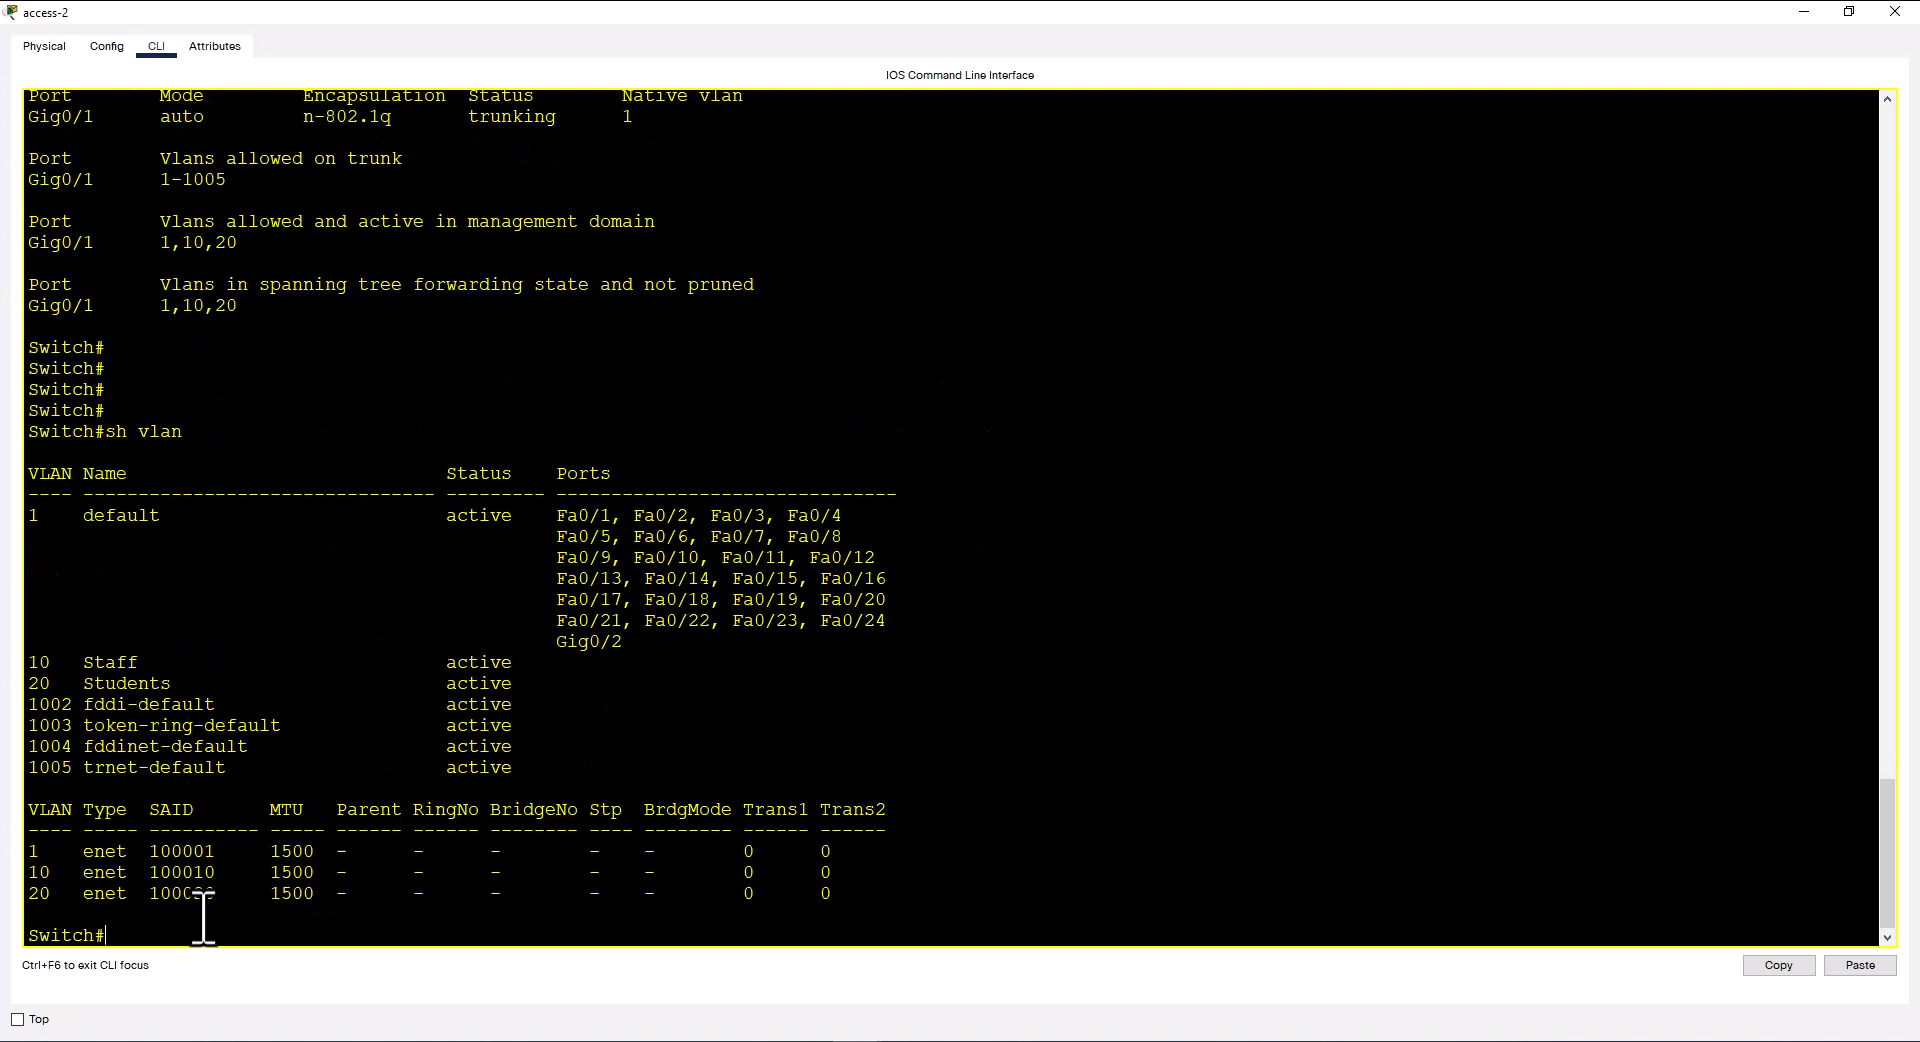 access-2
Physical Config CLI Attributes
IOS Command Line Interface
Port Mode Encapsulation Status Native vlan
Gig0/1 auto n-802.1q trunking 1
Port Vlans allowed on trunk
Gig0/1 1-1005
Port Vlans allowed and active in management domain
Gig0/1 1,10,20
Port Vlans in spanning tree forwarding state and not pruned
Gig0/1 1,10,20
Switch#
Switch#
Switch#
Switch#
Switch#sh vlan
VLAN Name Status Ports
---- -------------------------------- --------- -------------------------------
1 default active Fa0/1, Fa0/2, Fa0/3, Fa0/4
Fa0/5, Fa0/6, Fa0/7, Fa0/8
Fa0/9, Fa0/10, Fa0/11, Fa0/12
Fa0/13, Fa0/14, Fa0/15, Fa0/16
Fa0/17, Fa0/18, Fa0/19, Fa0/20
Fa0/21, Fa0/22, Fa0/23, Fa0/24
Gig0/2
10 Staff active
20 Students active
1002 fddi-default active
1003 token-ring-default active
1004 fddinet-default active
1005 trnet-default active
VLAN Type SAID MTU Parent RingNo BridgeNo Stp BrdgMode Trans1 Trans2
---- ----- ---------- ----- ------ ------ -------- ---- -------- ------ ------
1 enet 100001 1500 - - - - - 0 0
10 enet 100010 1500 - - - - - 0 0
20 enet 1500 - - - - - 0 0
Switch#
Ctrl+F6 to exit CLI focus
Copy Paste
Top